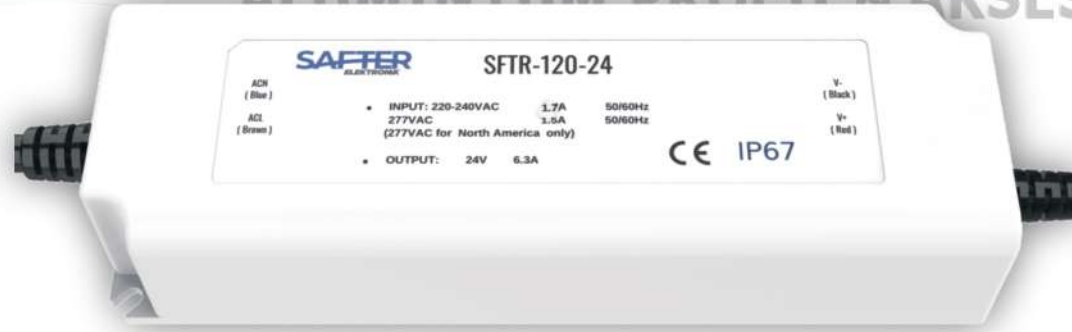 SAFTER
ELEKTRONIK
SFTR-120-24
ACN
( Blue )
ACL
( Brown )
• INPUT: 220-240VAC 1.7A 50/60Hz
277VAC 1.5A 50/60Hz
(277VAC for North America only)
• OUTPUT: 24V 6.3A
CE IP67
V-
( Black )
V+
( Red )